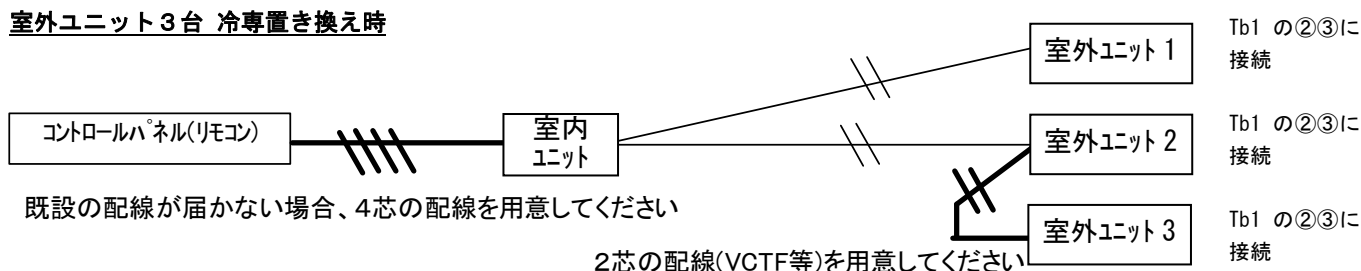 室外ユニット３台 冷専置き換え時
Tb1 の②③に
接続
室外ﾕﾆｯﾄ 1
コントロールパネル(リモコン)
室内
ユニット
室外ﾕﾆｯﾄ 2
Tb1 の②③に
接続
既設の配線が届かない場合、４芯の配線を用意してください
室外ﾕﾆｯﾄ 3
Tb1 の②③に
接続
２芯の配線(VCTF等)を用意してください